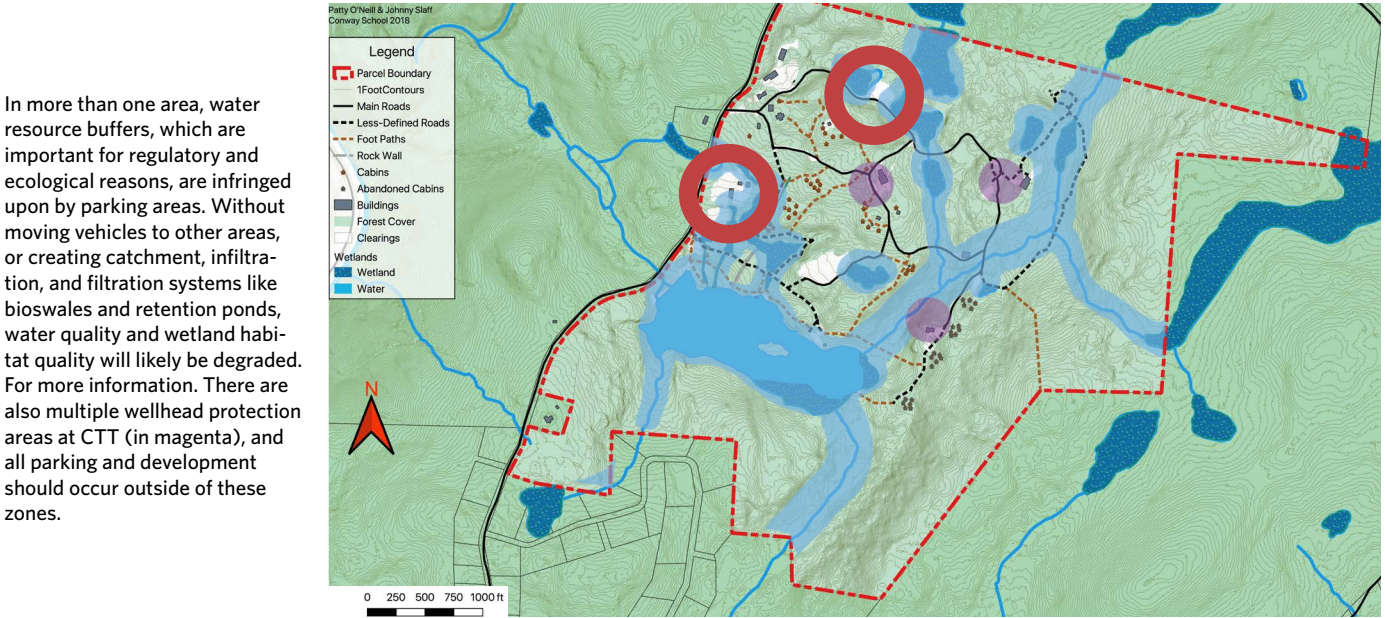 In more than one area, water
resource buffers, which are
important for regulatory and
ecological reasons, are infringed
upon by parking areas. Without
moving vehicles to other areas,
or creating catchment, infiltra-
tion, and filtration systems like
bioswales and retention ponds,
water quality and wetland habi-
tat quality will likely be degraded.
For more information. There are
also multiple wellhead protection
areas at CTT (in magenta), and
all parking and development
should occur outside of these
zones.
Patty O'Neill & Johnny Slaff
Conway School 2018
Legend
Parcel Boundary
1FootContours
Main Roads
Less-Defined Roads
Foot Paths
Rock Wall
Cabins
Abandoned Cabins
Buildings
Forest Cover
Clearings
Wetlands
Wetland
Water
N
0 250 500 750 1000 ft